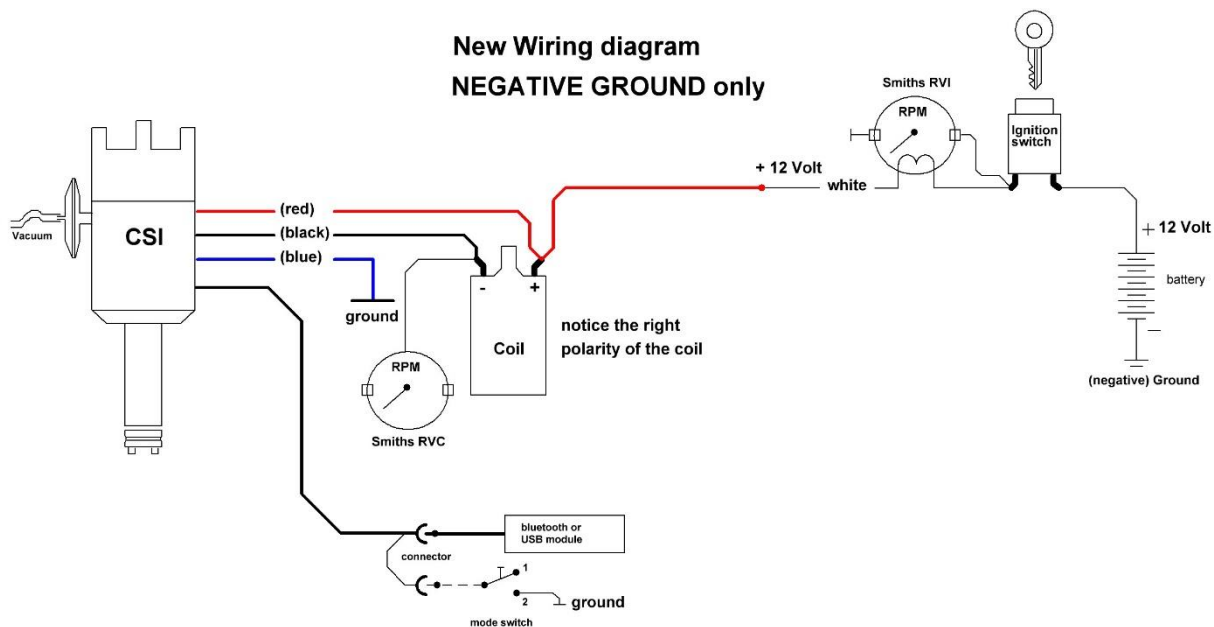 New Wiring diagram
NEGATIVE GROUND only
Smiths RVI
RPM
Ignition
switch
+ 12 Volt
white
+ 12 Volt
battery
−
(negative) Ground
Vacuum
CSI
(red)
(black)
(blue)
ground
- +
Coil
notice the right
polarity of the coil
RPM
Smiths RVC
bluetooth or
USB module
connector
1
2
ground
mode switch